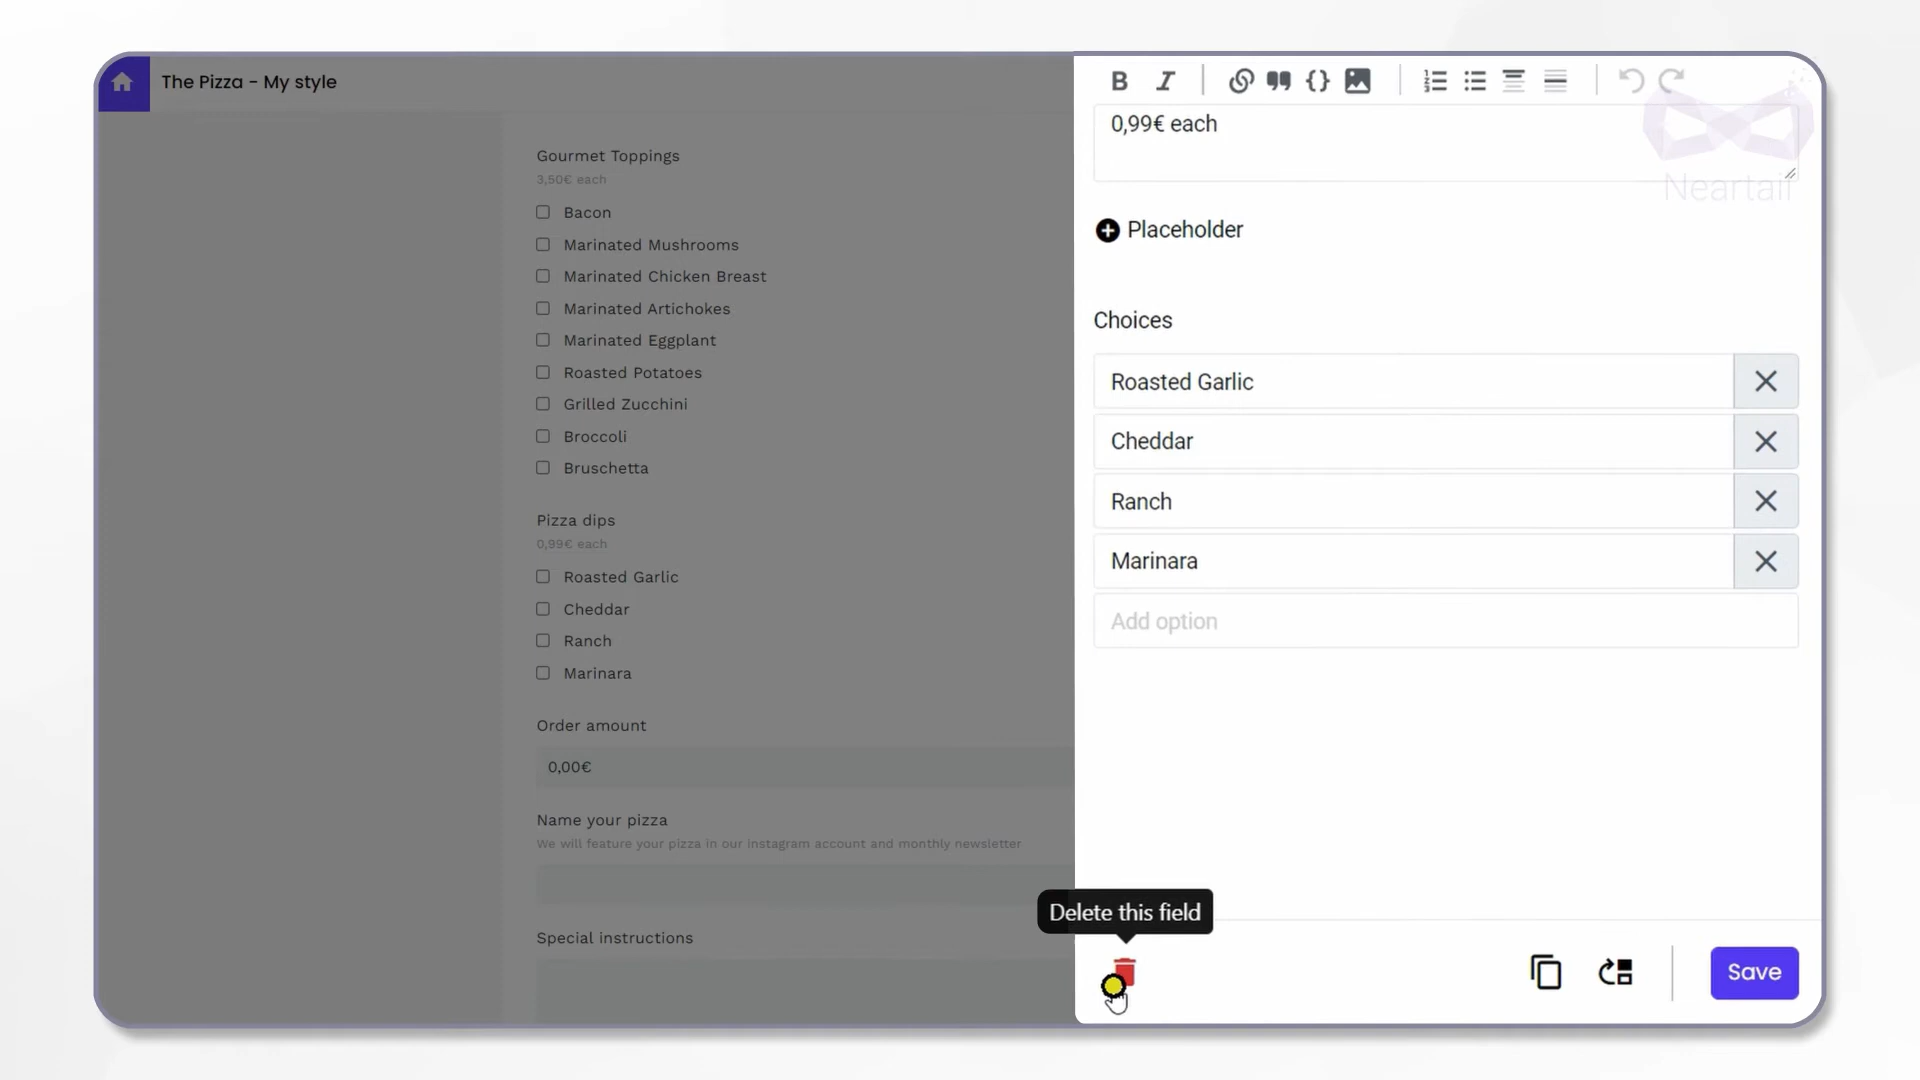 The Pizza - My style
Gourmet Toppings
3,50€ each
Bacon
Marinated Mushrooms
Marinated Chicken Breast
Marinated Artichokes
Marinated Eggplant
Roasted Potatoes
Grilled Zucchini
Broccoli
Bruschetta
Pizza dips
0,99€ each
Roasted Garlic
Cheddar
Ranch
Marinara
Order amount
0,00€
Name your pizza
We will feature your pizza in our instagram account and monthly newsletter
Special instructions
0,99€ each
Neartail
Placeholder
Choices
Roasted Garlic
Cheddar
Ranch
Marinara
Add option
Delete this field
Save